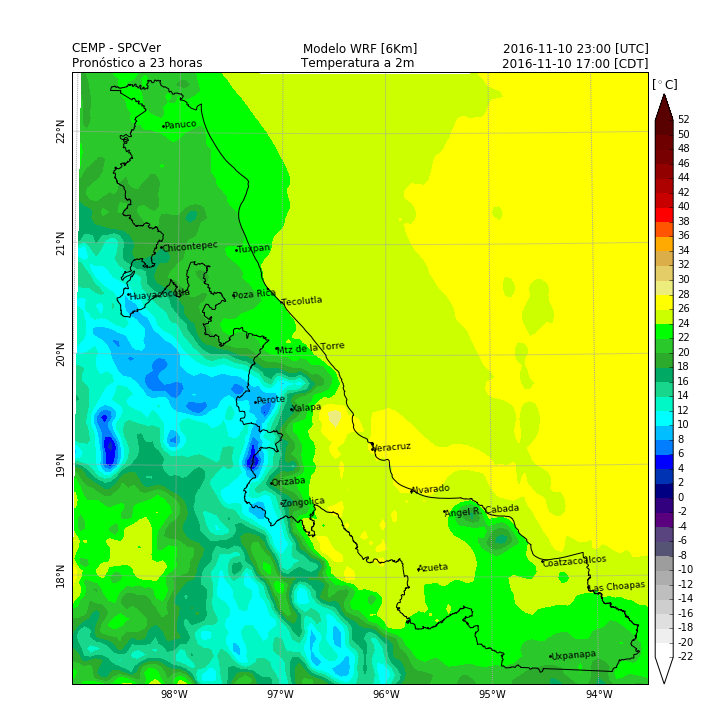 CEMP - SPCVer Modelo WRF [6Km] 2016-11-10 23:00 [UTC]
Pronóstico a 23 horas Temperatura a 2m 2016-11-10 17:00 [CDT]
[°C]
52
50
48
46
44
42
40
38
36
34
32
30
28
26
24
22
20
18
16
14
12
10
8
6
4
2
0
-2
-4
-6
-8
-10
-12
-14
-16
-18
-20
-22
22°N
21°N
20°N
19°N
18°N
Panuco
Chicontepec
Tuxpan
Huayacocotla
Poza Rica
Tecolutla
Mtz de la Torre
Perote
Xalapa
Veracruz
Orizaba
Alvarado
Zongolica
Angel R. Cabada
Azueta
Coatzacoalcos
Las Choapas
Uxpanapa
98°W 97°W 96°W 95°W 94°W